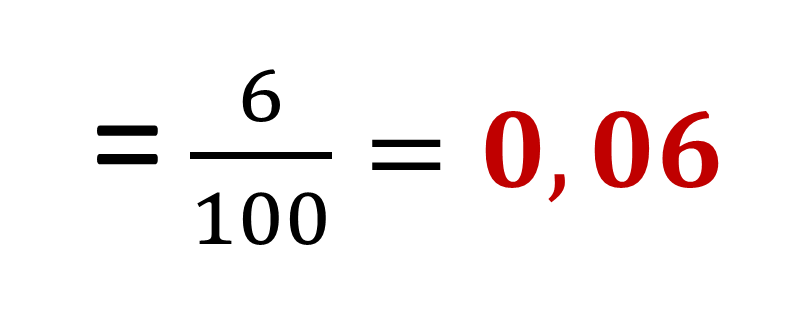 = 6/100 = 0,06